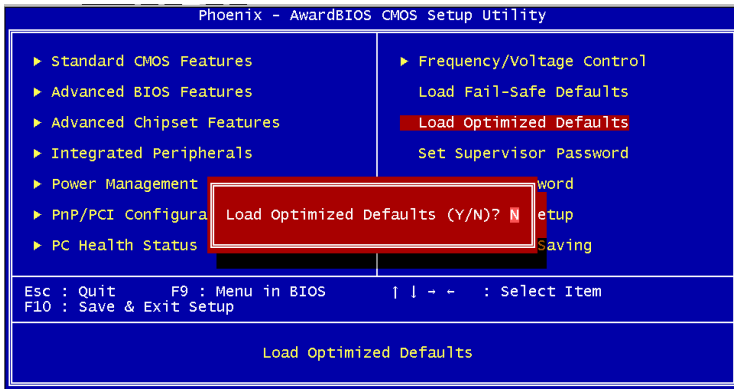 Phoenix - AwardBIOS CMOS Setup Utility
▶ Standard CMOS Features
▶ Advanced BIOS Features
▶ Advanced Chipset Features
▶ Integrated Peripherals
▶ Power Management
▶ PnP/PCI Configura
▶ PC Health Status
▶ Frequency/Voltage Control
Load Fail-Safe Defaults
Load Optimized Defaults
Set Supervisor Password
word
etup
Saving
Load Optimized Defaults (Y/N)? N
Esc : Quit F9 : Menu in BIOS ↑ ↓ → ← : Select Item
F10 : Save & Exit Setup
Load Optimized Defaults